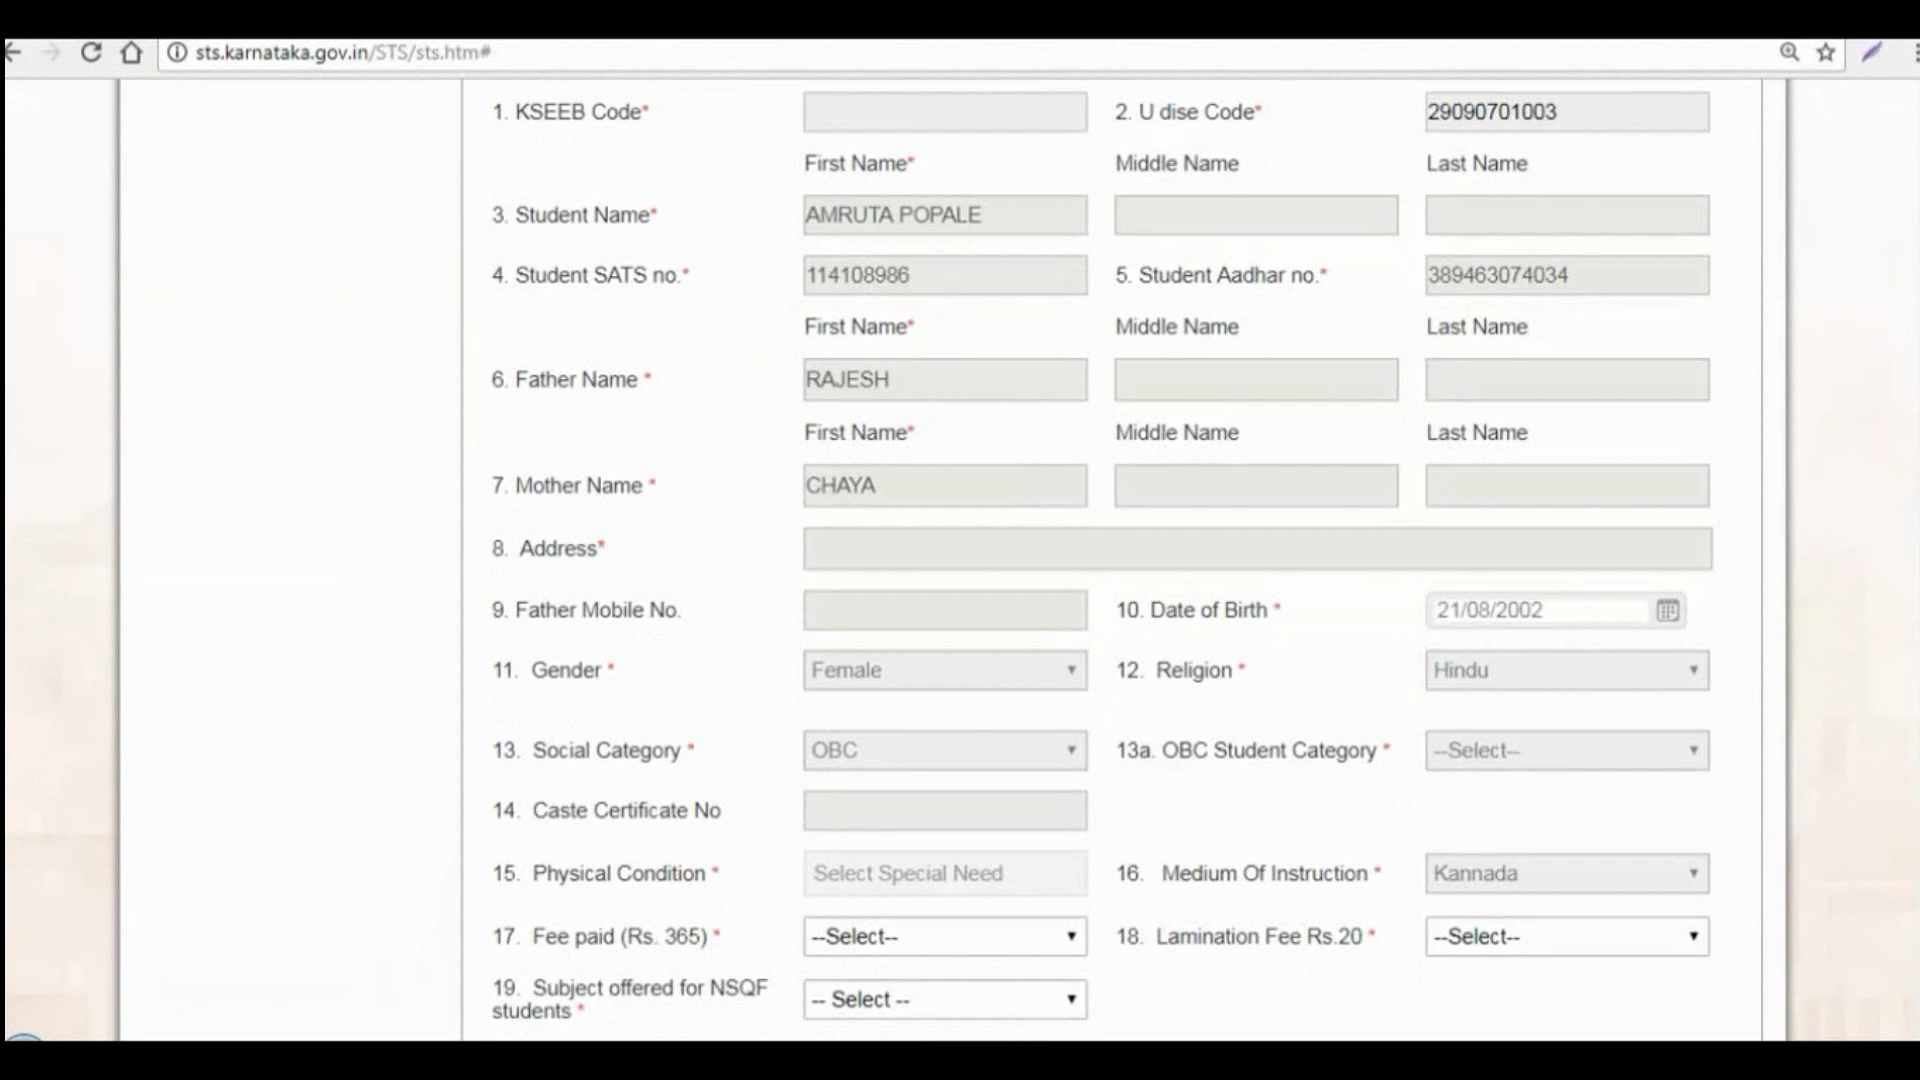 sts.karnataka.gov.in/STS/sts.htm#
1. KSEEB Code* 2. U dise Code* 29090701003
First Name* Middle Name Last Name
3. Student Name* AMRUTA POPALE
4. Student SATS no.* 114108986 5. Student Aadhar no.* 389463074034
First Name* Middle Name Last Name
6. Father Name * RAJESH
First Name* Middle Name Last Name
7. Mother Name * CHAYA
8. Address*
9. Father Mobile No. 10. Date of Birth * 21/08/2002
11. Gender * Female 12. Religion * Hindu
13. Social Category * OBC 13a. OBC Student Category * --Select--
14. Caste Certificate No
15. Physical Condition * Select Special Need 16. Medium Of Instruction * Kannada
17. Fee paid (Rs. 365) * --Select-- 18. Lamination Fee Rs.20 * --Select--
19. Subject offered for NSQF
students * -- Select --